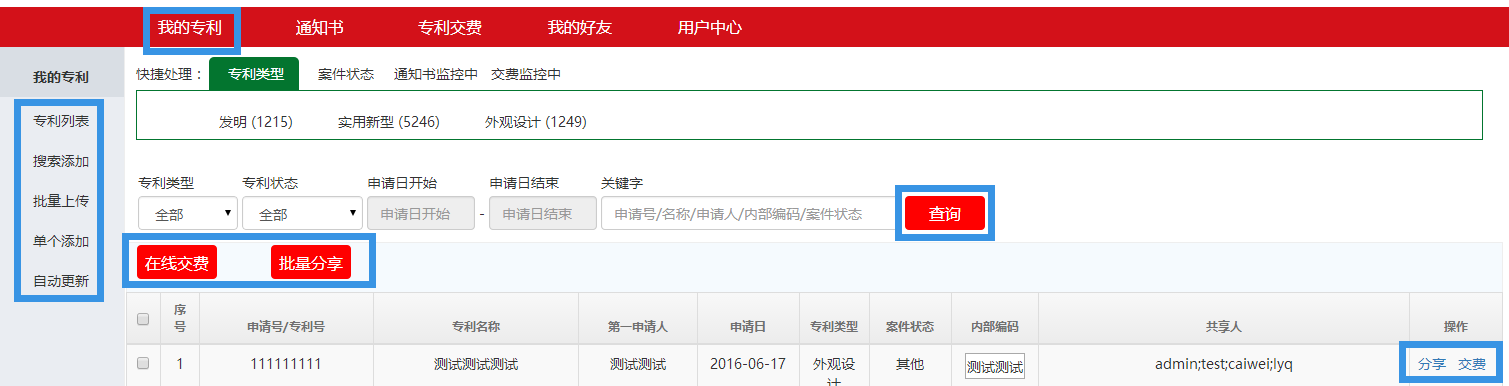 我的专利 通知书 专利交费 我的好友 用户中心
我的专利
专利列表
搜索添加
批量上传
单个添加
自动更新
快捷处理： 专利类型 案件状态 通知书监控中 交费监控中
发明 (1215) 实用新型 (5246) 外观设计 (1249)
专利类型 专利状态 申请日开始 申请日结束 关键字
全部 全部 申请日开始 - 申请日结束 申请号/名称/申请人/内部编码/案件状态 查询
在线交费 批量分享
序号 申请号/专利号 专利名称 第一申请人 申请日 专利类型 案件状态 内部编码 共享人 操作
1 111111111 测试测试测试 测试测试 2016-06-17 外观设计 其他 测试测试 admin;test;caiwei;lyq 分享 交费